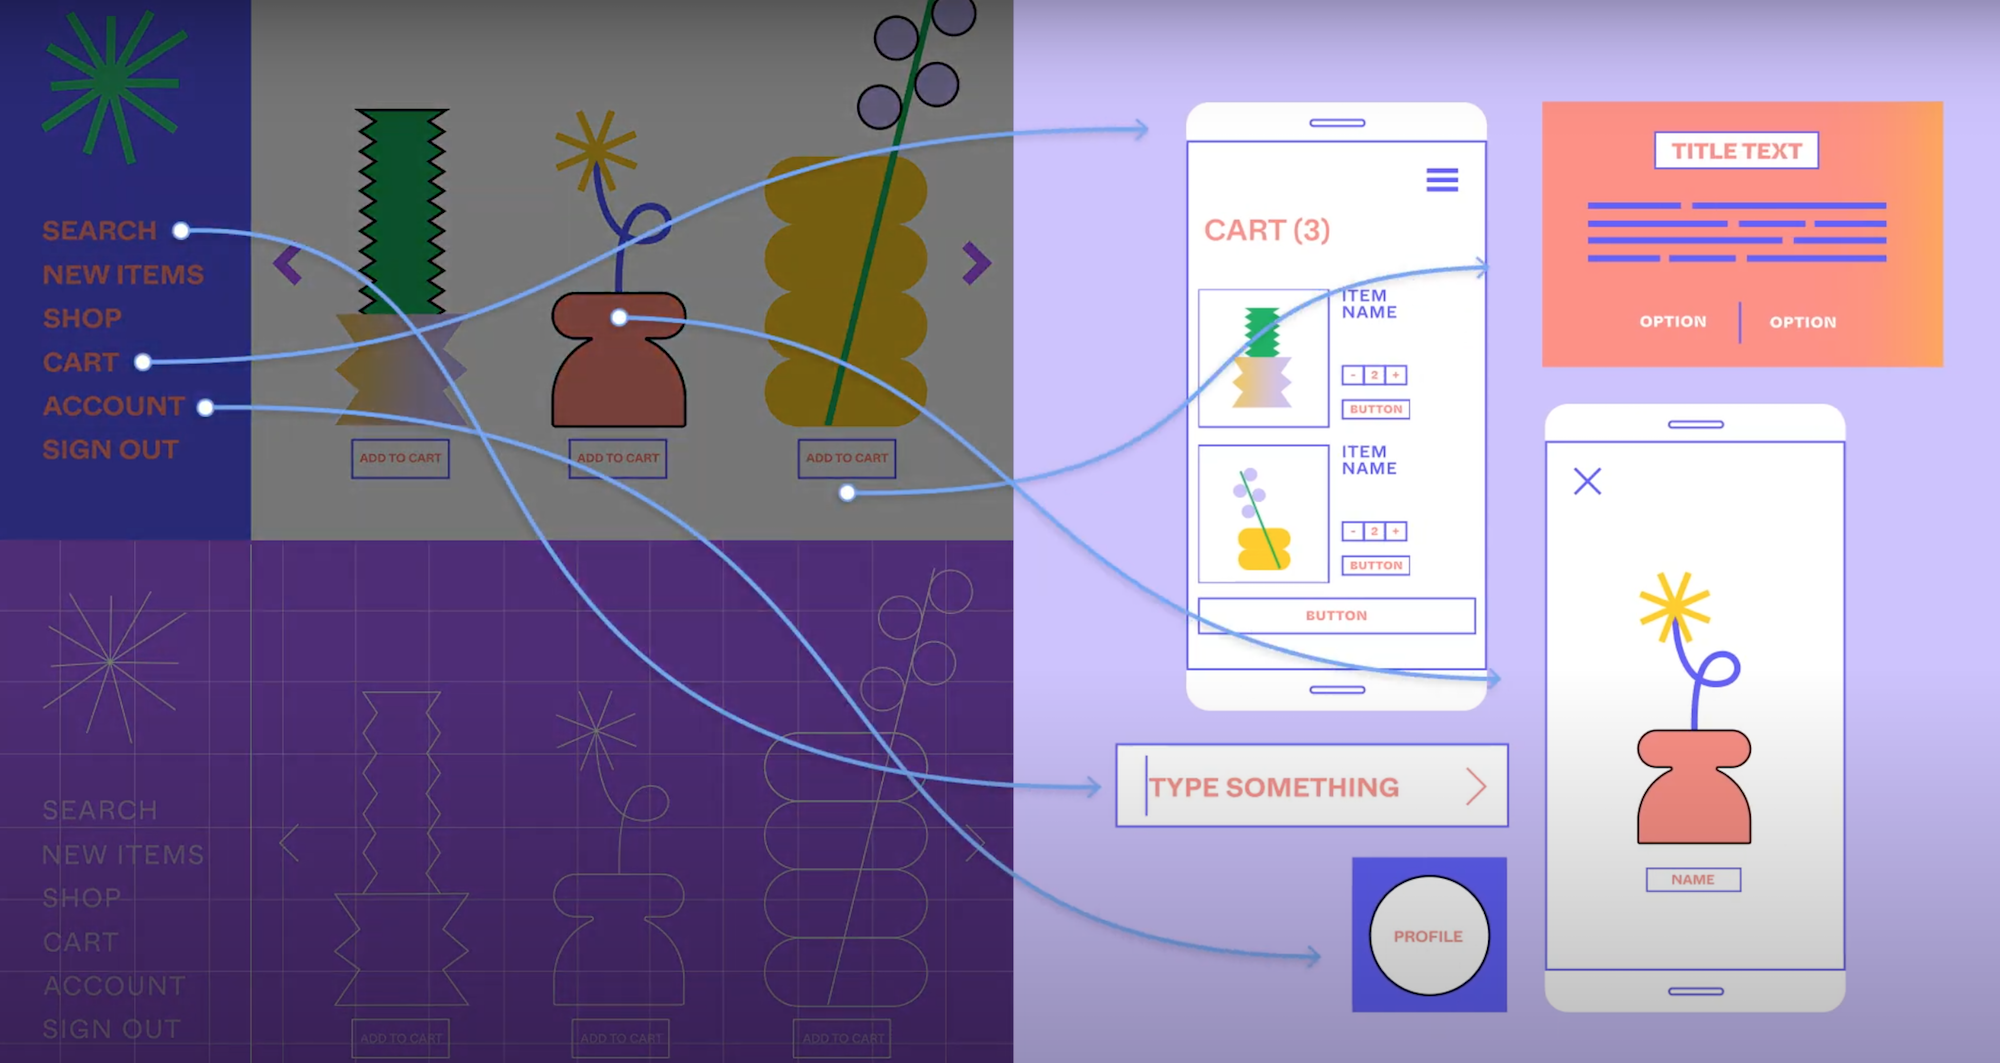 SEARCH
NEW ITEMS
SHOP
CART
ACCOUNT
SIGN OUT
ADD TO CART
ADD TO CART
ADD TO CART
SEARCH
NEW ITEMS
SHOP
CART
ACCOUNT
SIGN OUT
ADD TO CART
ADD TO CART
ADD TO CART
CART (3)
ITEM
NAME
- 2 +
BUTTON
ITEM
NAME
- 2 +
BUTTON
BUTTON
TITLE TEXT
OPTION
OPTION
TYPE SOMETHING
PROFILE
NAME